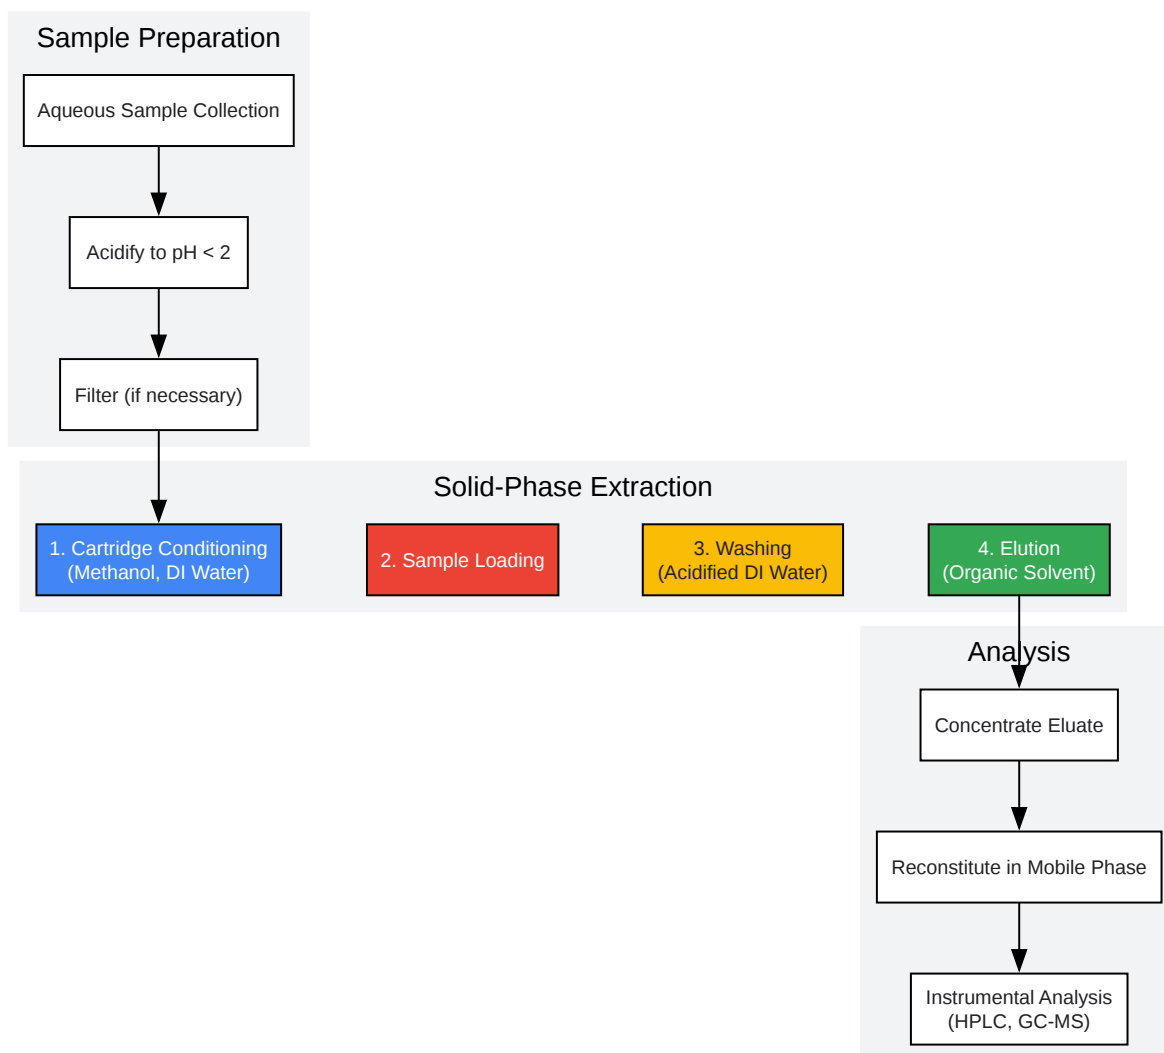 Sample Preparation
Aqueous Sample Collection
Acidify to pH < 2
Filter (if necessary)
Solid-Phase Extraction
1. Cartridge Conditioning
(Methanol, DI Water)
2. Sample Loading
3. Washing
(Acidified DI Water)
4. Elution
(Organic Solvent)
Analysis
Concentrate Eluate
Reconstitute in Mobile Phase
Instrumental Analysis
(HPLC, GC-MS)